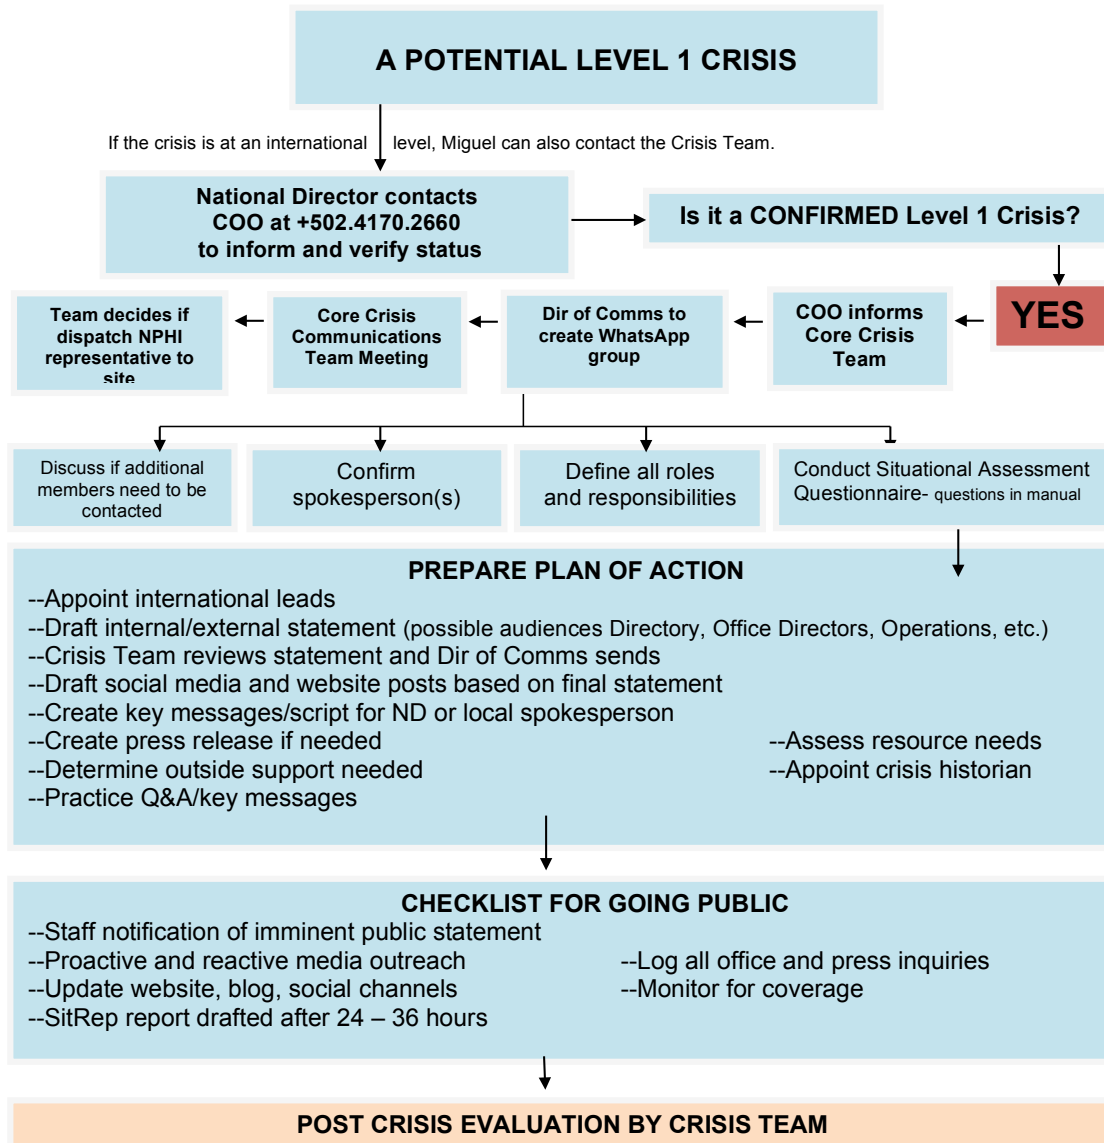 A POTENTIAL LEVEL 1 CRISIS
If the crisis is at an international level, Miguel can also contact the Crisis Team.
National Director contacts
COO at +502.4170.2660
to inform and verify status
Is it a CONFIRMED Level 1 Crisis?
YES
COO informs
Core Crisis
Team
Dir of Comms to
create WhatsApp
group
Core Crisis
Communications
Team Meeting
Team decides if
dispatch NPHI
representative to
site
Discuss if additional
members need to be
contacted
Confirm
spokesperson(s)
Define all roles
and responsibilities
Conduct Situational Assessment
Questionnaire- questions in manual
PREPARE PLAN OF ACTION
--Appoint international leads
--Draft internal/external statement (possible audiences Directory, Office Directors, Operations, etc.)
--Crisis Team reviews statement and Dir of Comms sends
--Draft social media and website posts based on final statement
--Create key messages/script for ND or local spokesperson
--Create press release if needed
--Assess resource needs
--Determine outside support needed
--Appoint crisis historian
--Practice Q&A/key messages
CHECKLIST FOR GOING PUBLIC
--Staff notification of imminent public statement
--Proactive and reactive media outreach
--Log all office and press inquiries
--Update website, blog, social channels
--Monitor for coverage
--SitRep report drafted after 24 – 36 hours
POST CRISIS EVALUATION BY CRISIS TEAM